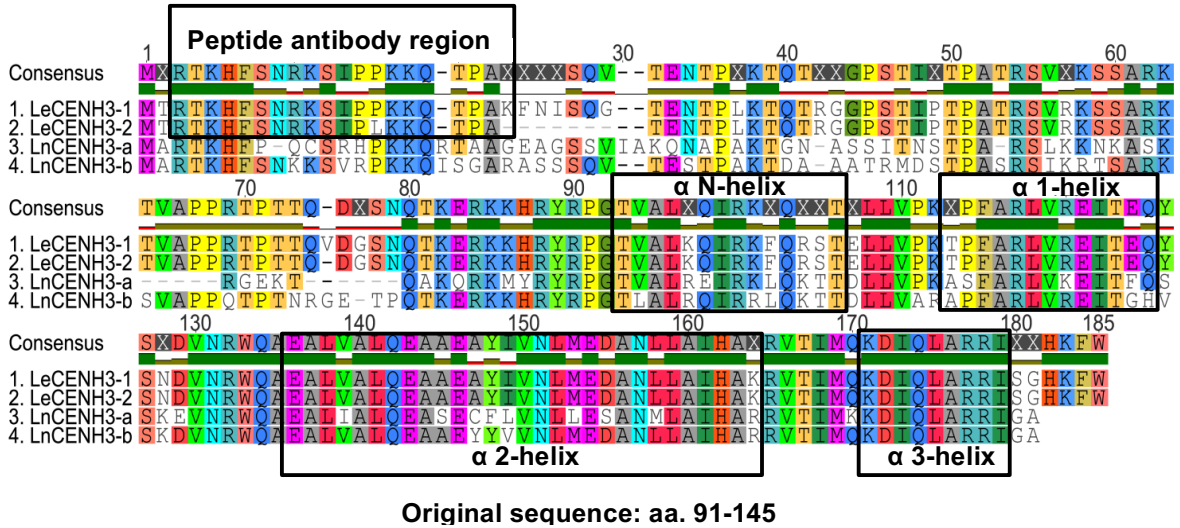 Peptide antibody region
1 30 40 50 60
Consensus MXRTKHFSNRKSIPPKKQ-TPAXXXXSQV--TENTPXKTQTXXGPSTIXTPATRSVXKSSARK
1. LeCENH3-1 MTRTKHFSNRKSIPPKKQ-TPAKFNISQG--TENTPLKTQTRGGPSTIPTPATRSVRKSSARK
2. LeCENH3-2 MTRTKHFSNRKSIPLKKQ-TPA---------TENTPLKTQTRGGPSTIPTPATRSVRKSSARK
3. LnCENH3-a MARTKHFP-QCSRHPKKQRTAAGEAGSSVIAKQNAPAKTGN-ASSITNSTPA-RSLKNKASK
4. LnCENH3-b MARTKHFSNRKSVRPKKQISGARASSSQV--TESTPAKTDA-AATRMDSTPASRSIKRTSARK
70 80 90 α N-helix 110 α 1-helix
Consensus TVAPPRTPTTQ-DXSNQTKERKKHRYRPGTVALXQIRKXQXXTXLLVPKXPFARLVREITEQY
1. LeCENH3-1 TVAPPRTPTTQVDGSNQTKERKKHRYRPGTVALKQIRKFQRSTELLVPKTPFARLVREITEQY
2. LeCENH3-2 TVAPPRTPTTQ-DGSNQTKERKKHRYRPGTVALKQIRKFQRSTDLLVPKTPFARLVREITEQY
3. LnCENH3-a -----RGEKT-----QAKQRKMYRYRPGTVALREIRKLQKTTDLLVPKASFARLVKEITFQS
4. LnCENH3-b SVAPPQTPTNRGE-TPQTKERKKHRYRPGTLALRQIRRLQKTTDLLVARAPFARLVREITGHV
130 140 150 160 170 180 185
Consensus SXDVNRWQAEALVALQEAAEAYIVNLMEDANLLAIHAXRVTIMQKDIQLARRIXXHKFW
1. LeCENH3-1 SNDVNRWQAEALVALQEAAEAYIVNLMEDANLLAIHAKRVTIMQKDIQLARRISGHKFW
2. LeCENH3-2 SNDVNRWQAEALVALQEAAEAYIVNLMEDANLLAIHAKRVTIMQKDIQLARRISGHKFW
3. LnCENH3-a SKEVNRWQAEALIALQEASECFLVNLLESANMLAIHARRVTIMKKDIQLARRIGA
4. LnCENH3-b SKDVNRWQAEALVALQEAAEYYVVNLMEDANLLAIHARRVTIMQKDIQLARRIGA
α 2-helix α 3-helix
Original sequence: aa. 91-145